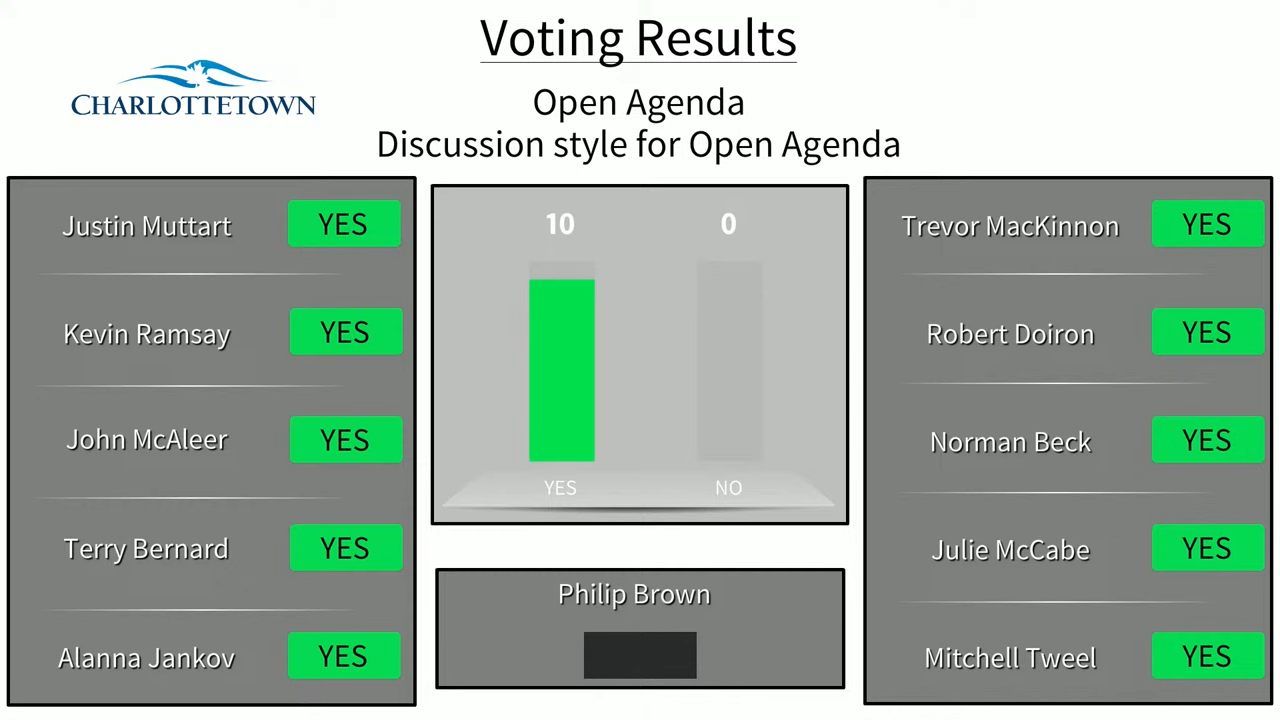 Voting Results
CHARLOTTETOWN
Open Agenda
Discussion style for Open Agenda
Justin Muttart YES
Kevin Ramsay YES
John McAleer YES
Terry Bernard YES
Alanna Jankov YES
10 0
YES NO
Philip Brown
Trevor MacKinnon YES
Robert Doiron YES
Norman Beck YES
Julie McCabe YES
Mitchell Tweel YES